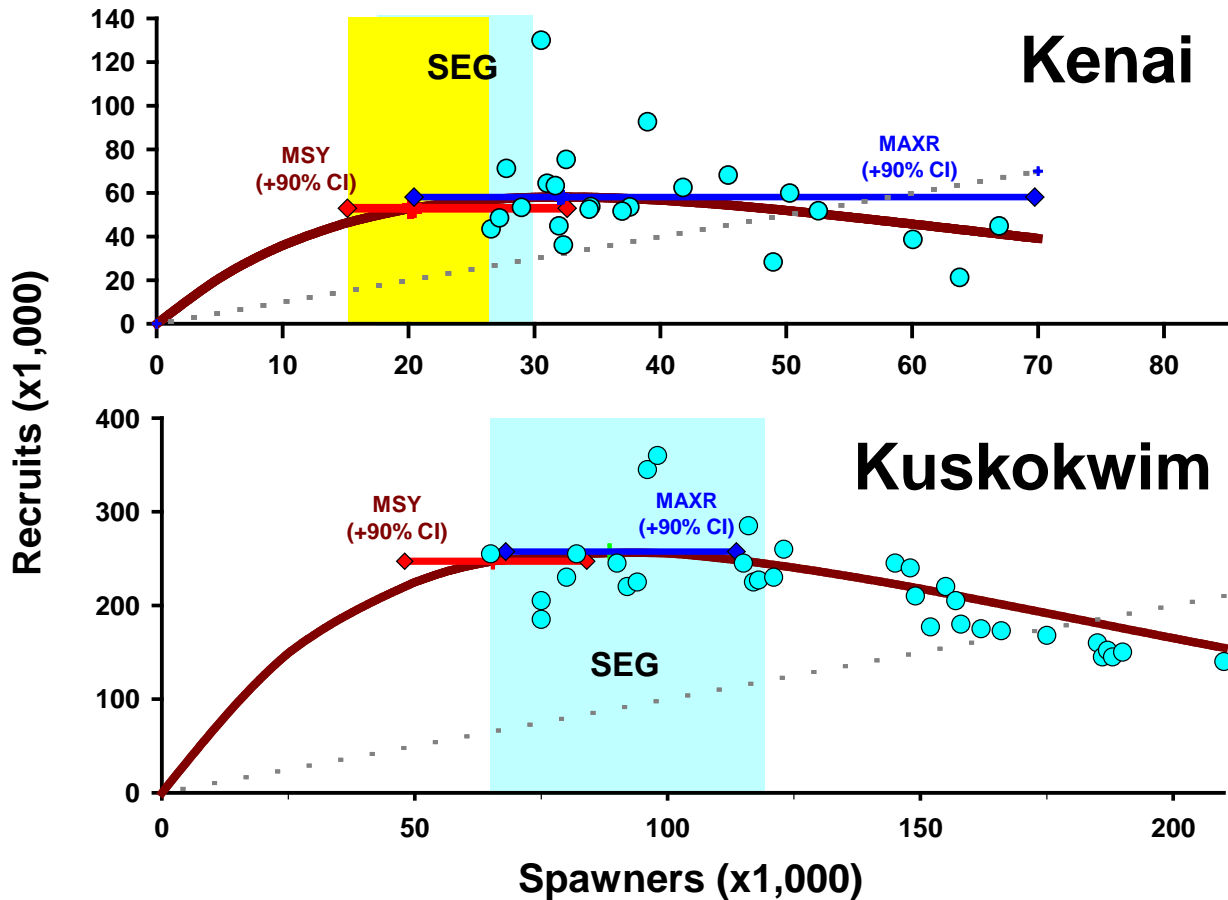 140
120
100
80
60
40
20
0
SEG
Kenai
MSY
(+90% CI)
MAXR
(+90% CI)
0
10
20
30
40
50
60
70
80
Recruits (x1,000)
400
300
200
100
0
Kuskokwim
MSY
(+90% CI)
MAXR
(+90% CI)
SEG
0
50
100
150
200
Spawners (x1,000)